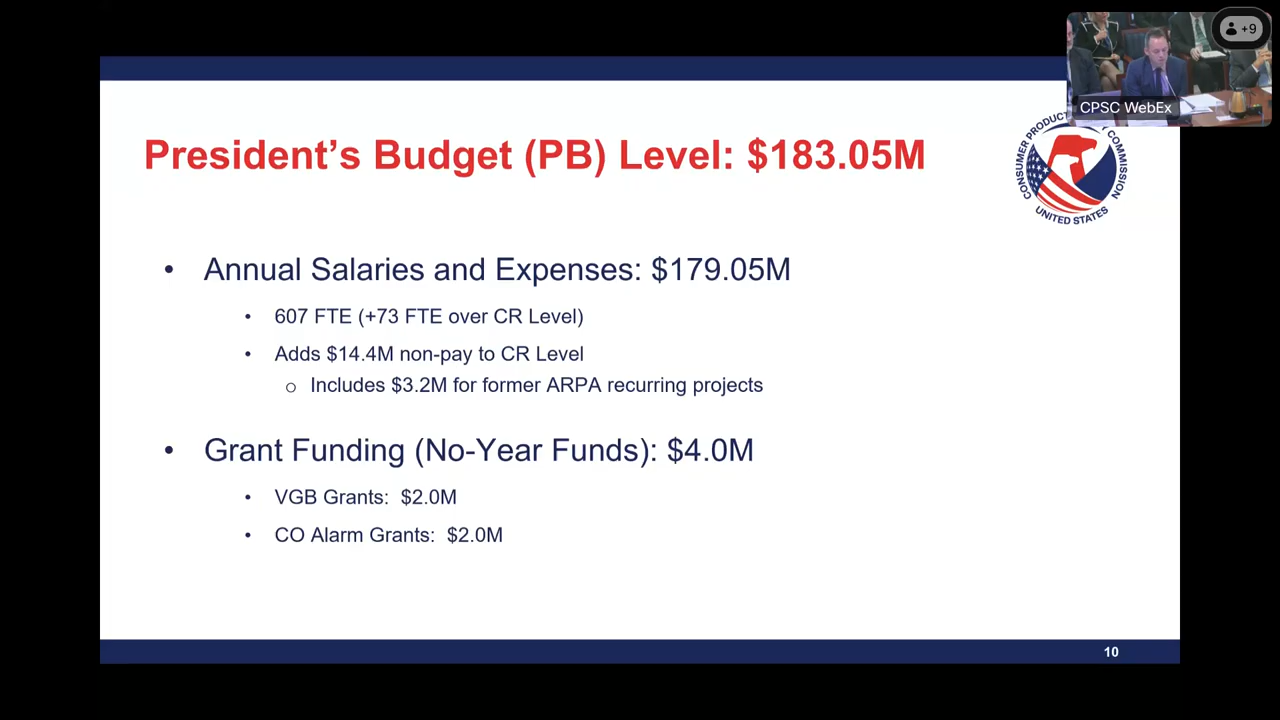 +9
CPSC WebEx
President's Budget (PB) Level: $183.05M
CONSUMER PRODUCT COMMISSION
UNITED STATES
• Annual Salaries and Expenses: $179.05M
• 607 FTE (+73 FTE over CR Level)
• Adds $14.4M non-pay to CR Level
o Includes $3.2M for former ARPA recurring projects
• Grant Funding (No-Year Funds): $4.0M
• VGB Grants: $2.0M
• CO Alarm Grants: $2.0M
10